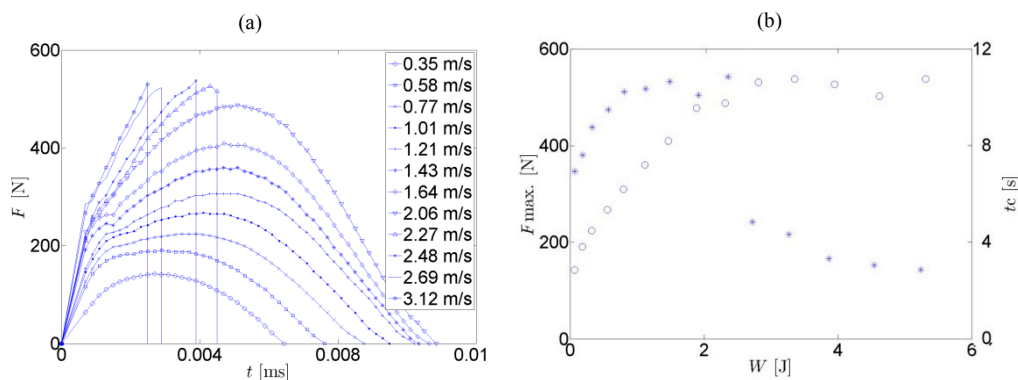 (a)
600
400
200
0
F [N]
0
0.004
0.008
0.01
t [ms]
0.35 m/s
0.58 m/s
0.77 m/s
1.01 m/s
1.21 m/s
1.43 m/s
1.64 m/s
2.06 m/s
2.27 m/s
2.48 m/s
2.69 m/s
3.12 m/s
(b)
600
400
200
0
F max. [N]
0
2
4
6
W [J]
12
8
4
0
tc [s]